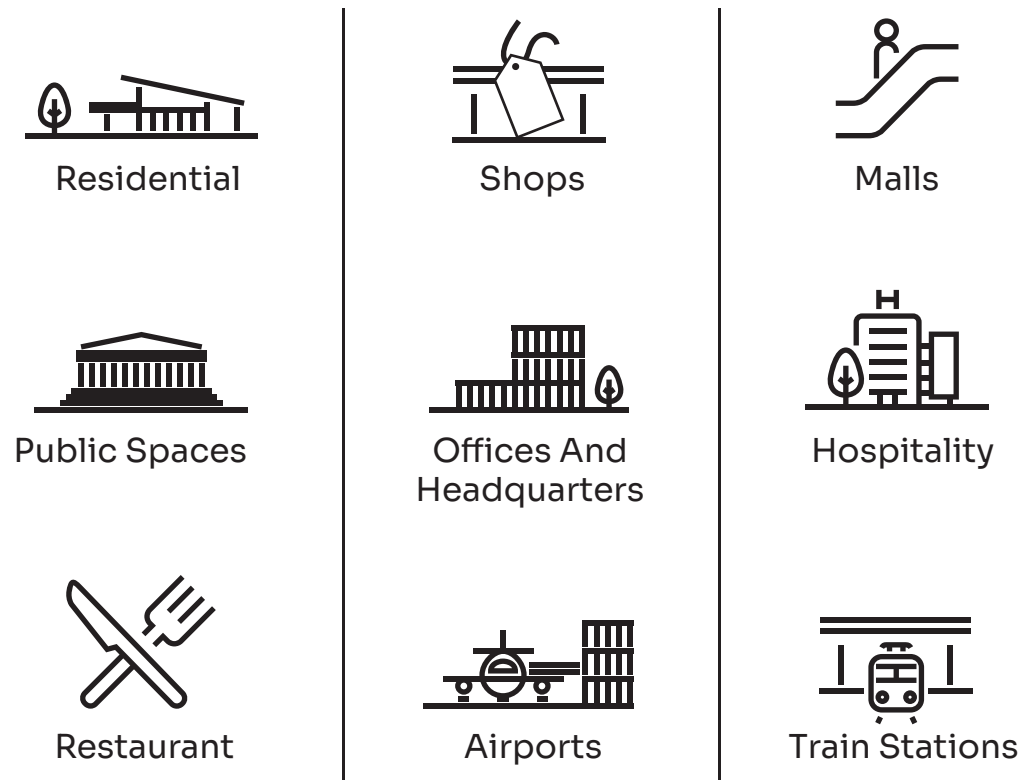 Residential
Shops
Malls
Public Spaces
Offices And
Headquarters
Hospitality
Restaurant
Airports
Train Stations